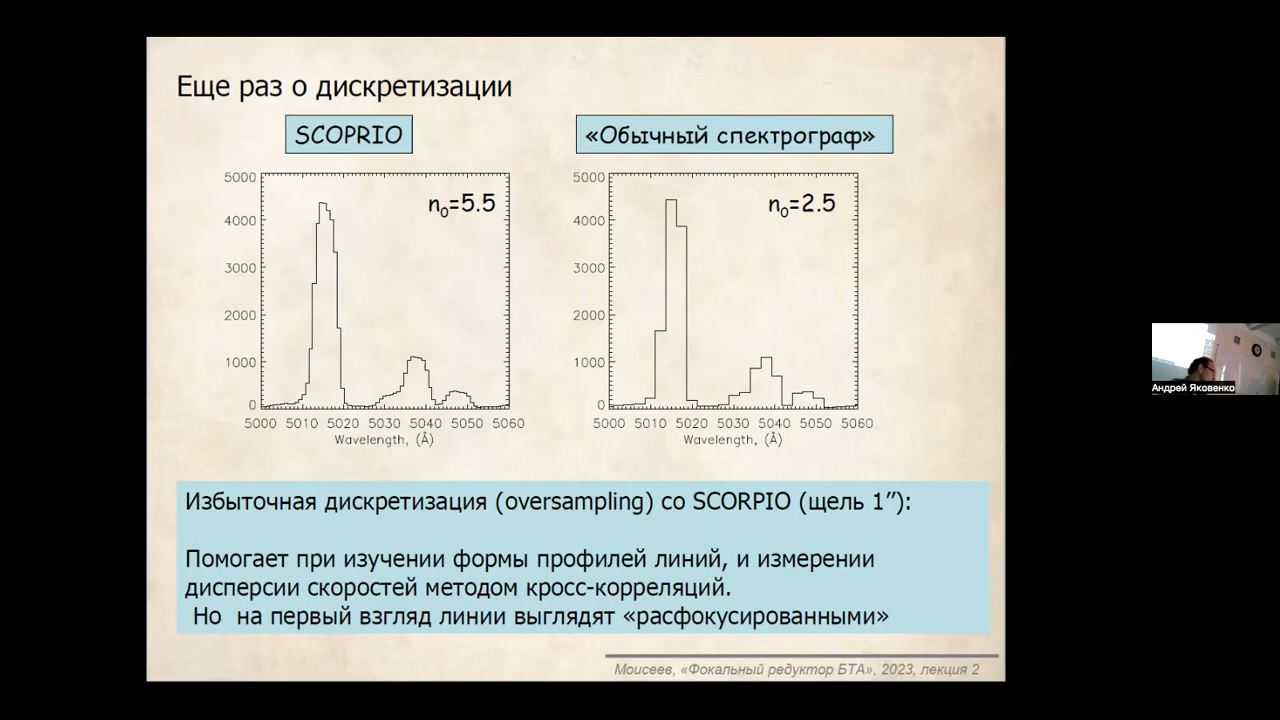 Еще раз о дискретизации
SCOPRIO
«Обычный спектрограф»
5000
4000
3000
2000
1000
0
n₀=5.5
5000 5010 5020 5030 5040 5050 5060
Wavelength, (Å)
5000
4000
3000
2000
1000
0
n₀=2.5
5000 5010 5020 5030 5040 5050 5060
Wavelength, (Å)
Избыточная дискретизация (oversampling) со SCORPIO (щель 1″):
Помогает при изучении формы профилей линий, и измерении
дисперсии скоростей методом кросс-корреляций.
Но на первый взгляд линии выглядят «расфокусированными»
Моисеев, «Фокальный редуктор БТА», 2023, лекция 2
Андрей Яковенко